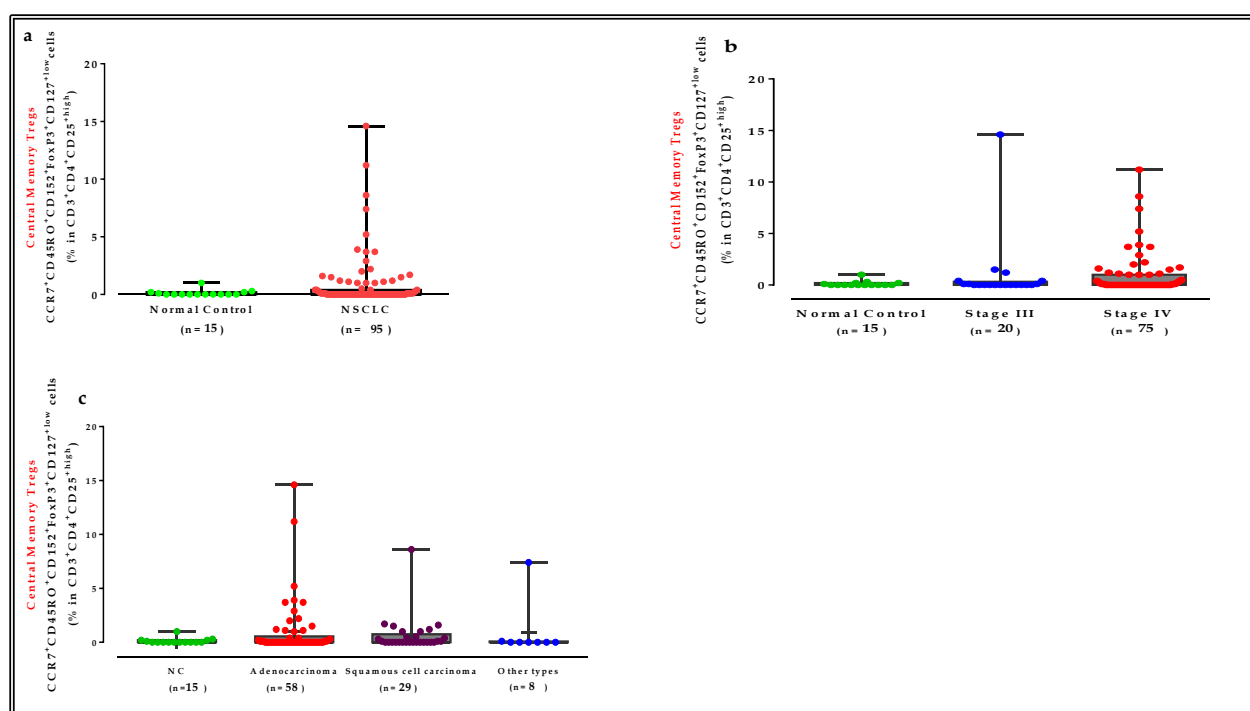 a
Central Memory Tregs
CCR7+CD45RO+CD152+FoxP3+CD127+low cells
(% in CD3+CD4+CD25+high)
20
15
10
5
0
Normal Control
(n= 15 )
NSCLC
(n= 95 )
b
Central Memory Tregs
CCR7+CD45RO+CD152+FoxP3+CD127+low cells
(% in CD3+CD4+CD25+high)
20
15
10
5
0
Normal Control
(n= 15 )
Stage III
(n= 20 )
Stage IV
(n= 75 )
c
Central Memory Tregs
CCR7+CD45RO+CD152+FoxP3+CD127+low cells
(% in CD3+CD4+CD25+high)
20
15
10
5
0
NC
(n=15 )
Adenocarcinoma
(n=58 )
Squamous cell carcinoma
(n=29 )
Other types
(n=8 )